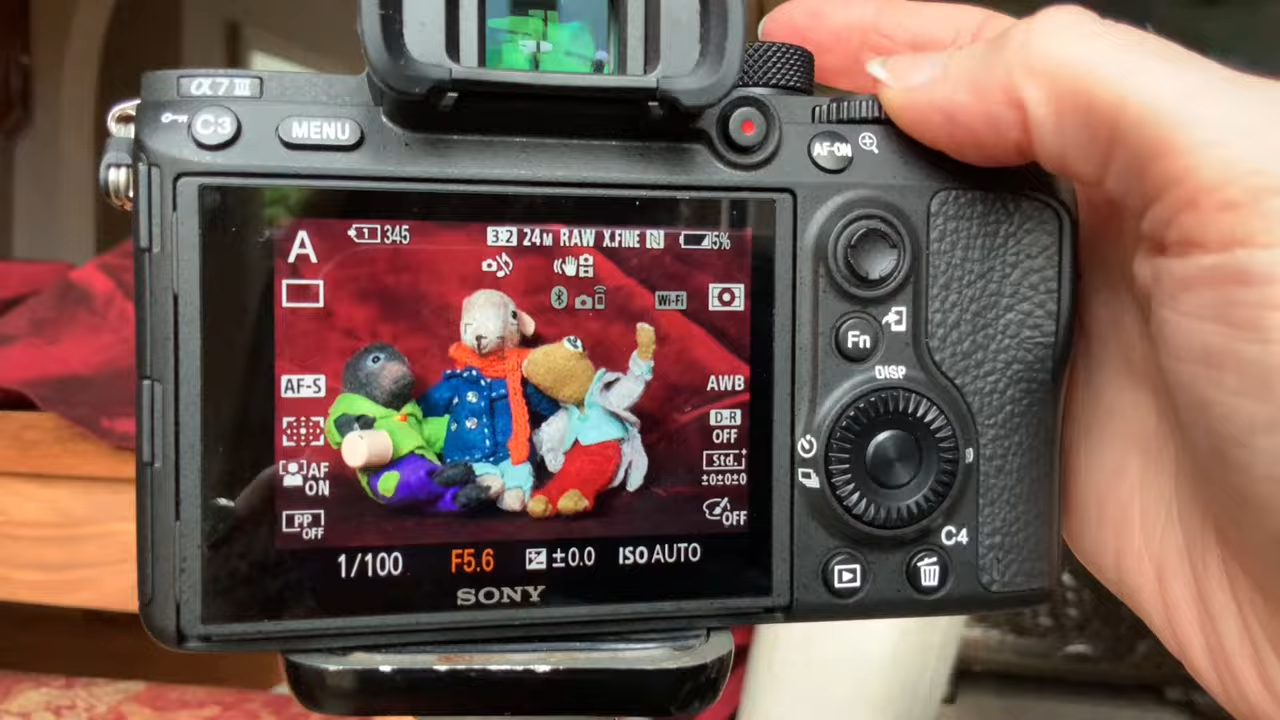 α7III
C3
MENU
AF-ON
A
1 345
3:2 24M RAW X.FINE N 5%
Wi-Fi
Fn
DISP
AF-S
AWB
D-R
OFF
AF
ON
Std.
±0±0±0
PP
OFF
OFF
C4
1/100 F5.6 ±0.0 ISO AUTO
SONY